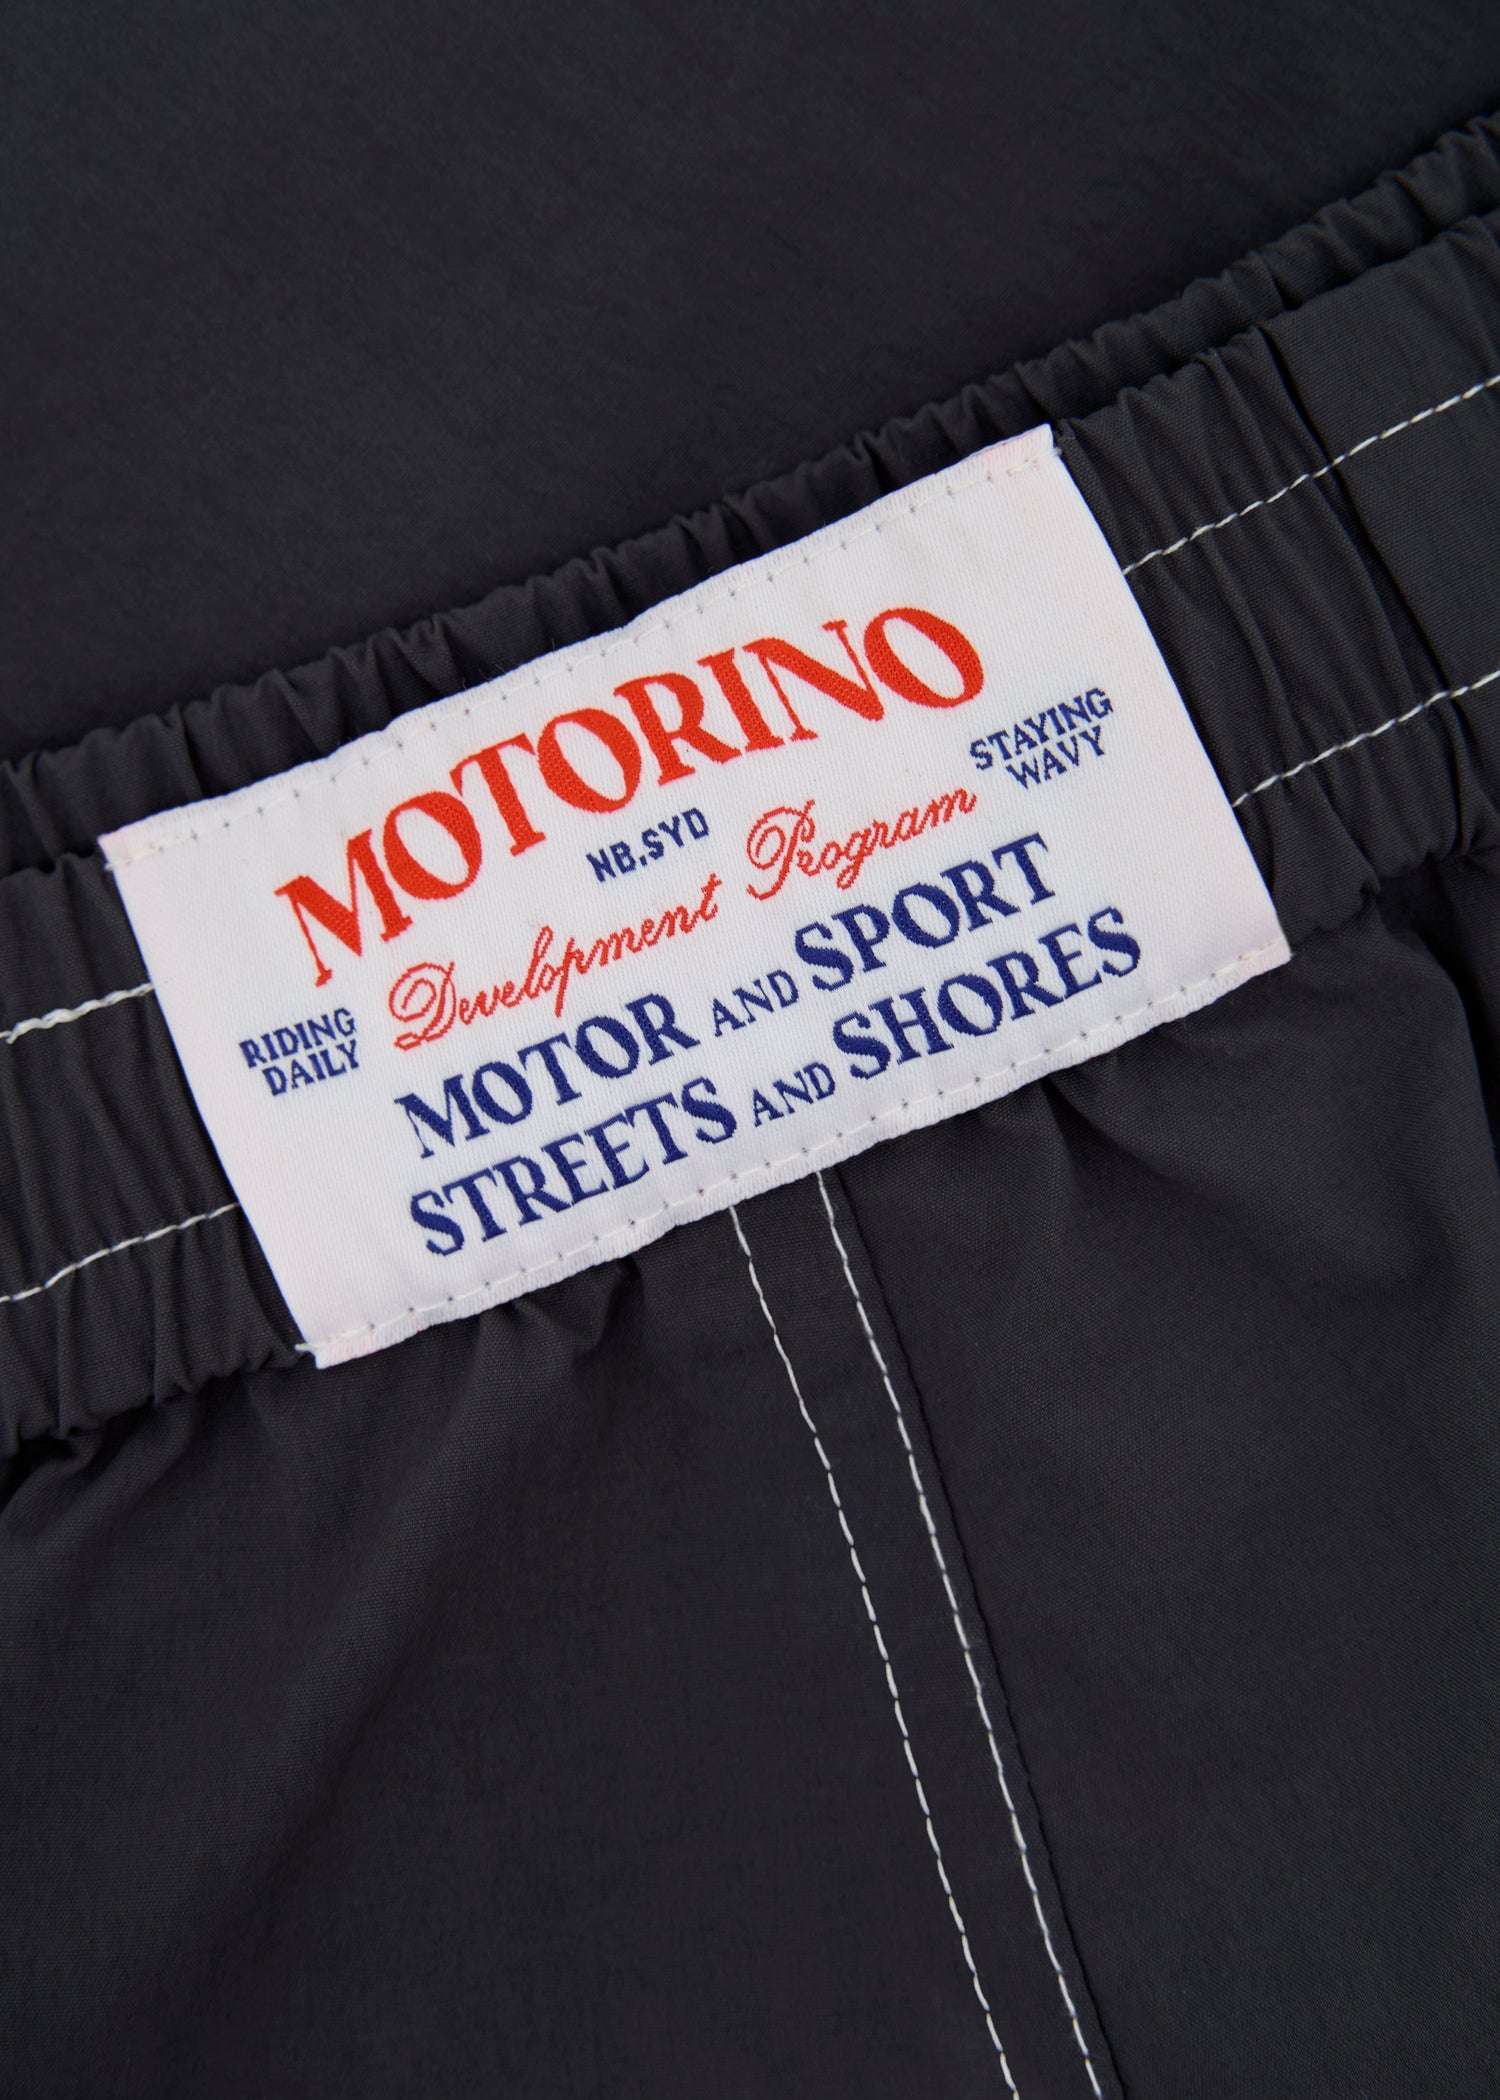 MOTORINO
NB.SYD
STAYING
WAVY
Development Program
RIDING
DAILY
MOTOR AND SPORT
STREETS AND SHORES